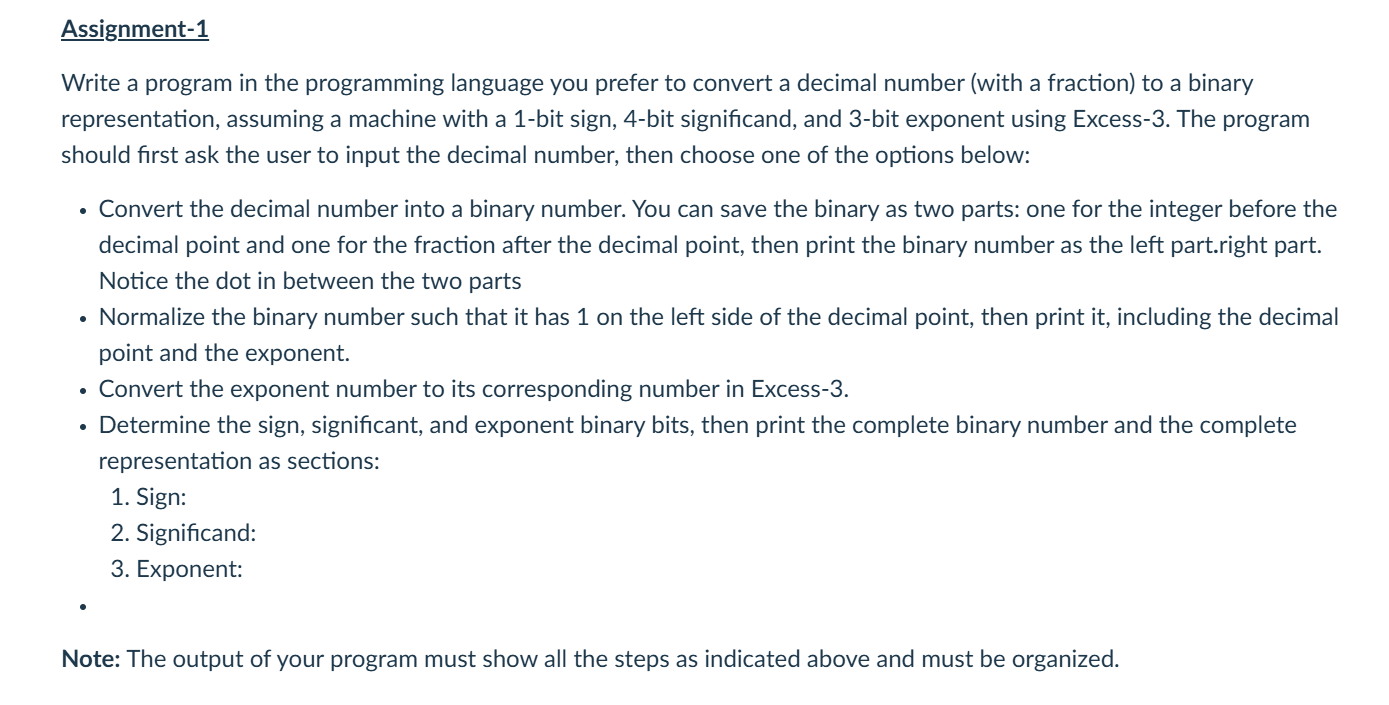 Assignment-1
Write a program in the programming language you prefer to convert a decimal number (with a fraction) to a binary
representation, assuming a machine with a 1-bit sign, 4-bit significand, and 3-bit exponent using Excess-3. The program
should first ask the user to input the decimal number, then choose one of the options below:
• Convert the decimal number into a binary number. You can save the binary as two parts: one for the integer before the
decimal point and one for the fraction after the decimal point, then print the binary number as the left part.right part.
Notice the dot in between the two parts
• Normalize the binary number such that it has 1 on the left side of the decimal point, then print it, including the decimal
point and the exponent.
• Convert the exponent number to its corresponding number in Excess-3.
• Determine the sign, significant, and exponent binary bits, then print the complete binary number and the complete
representation as sections:
1. Sign:
2. Significand:
3. Exponent:
•
Note: The output of your program must show all the steps as indicated above and must be organized.